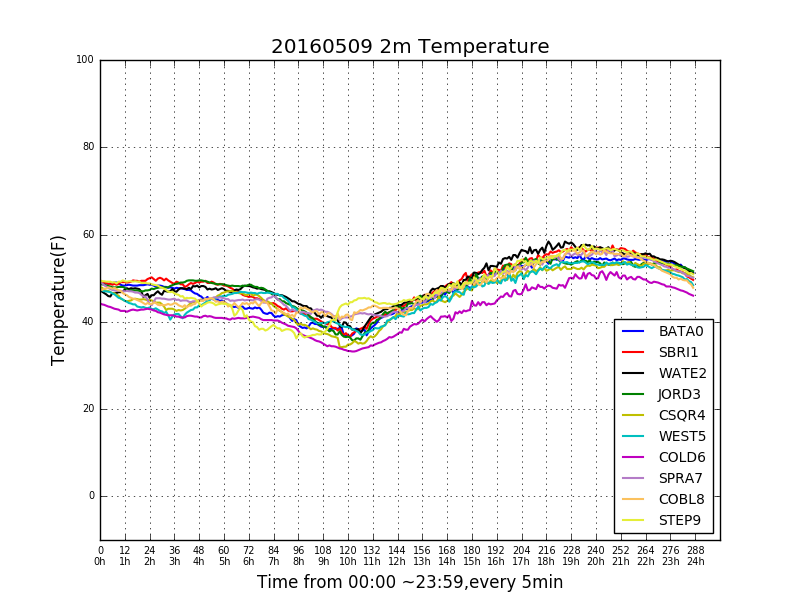 20160509 2m Temperature
100
80
60
40
20
0
Temperature(F)
BATA0
SBRI1
WATE2
JORD3
CSQR4
WEST5
COLD6
SPRA7
COBL8
STEP9
0 12 24 36 48 60 72 84 96 108 120 132 144 156 168 180 192 204 216 228 240 252 264 276 288
0h 1h 2h 3h 4h 5h 6h 7h 8h 9h 10h 11h 12h 13h 14h 15h 16h 17h 18h 19h 20h 21h 22h 23h 24h
Time from 00:00 ~23:59,every 5min